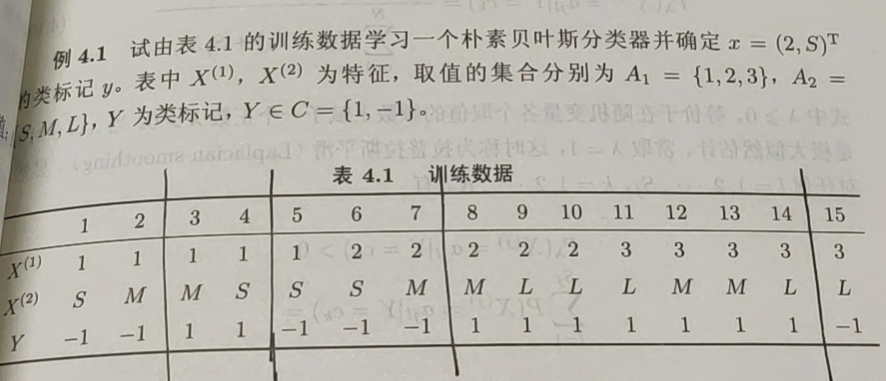 例 4.1 试由表 4.1 的训练数据学习一个朴素贝叶斯分类器并确定 x = (2, S)ᵀ
的类标记 y。表中 X⁽¹⁾, X⁽²⁾ 为特征,取值的集合分别为 A₁ = {1, 2, 3}, A₂ =
{S, M, L}, Y 为类标记, Y ∈ C = {1, −1}。
表 4.1 训练数据
1 2 3 4 5 6 7 8 9 10 11 12 13 14 15
X⁽¹⁾ 1 1 1 1 1 2 2 2 2 2 3 3 3 3 3
X⁽²⁾ S M M S S S M M L L L M M L L
Y −1 −1 1 1 −1 −1 −1 1 1 1 1 1 1 1 −1